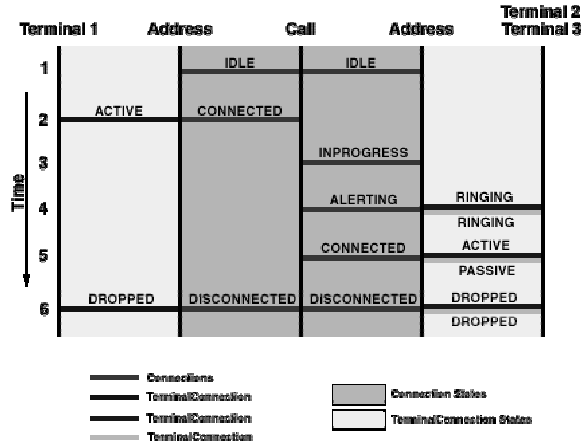 Terminal 2
Terminal 1 Address Call Address Terminal 3
1 IDLE IDLE
2 ACTIVE CONNECTED
3 INPROGRESS
4 ALERTING RINGING
RINGING
5 CONNECTED ACTIVE
PASSIVE
6 DROPPED DISCONNECTED DISCONNECTED DROPPED
DROPPED
Time
Connections
TerminalConnection
TerminalConnection
TerminalConnection
Connection States
TerminalConnection States